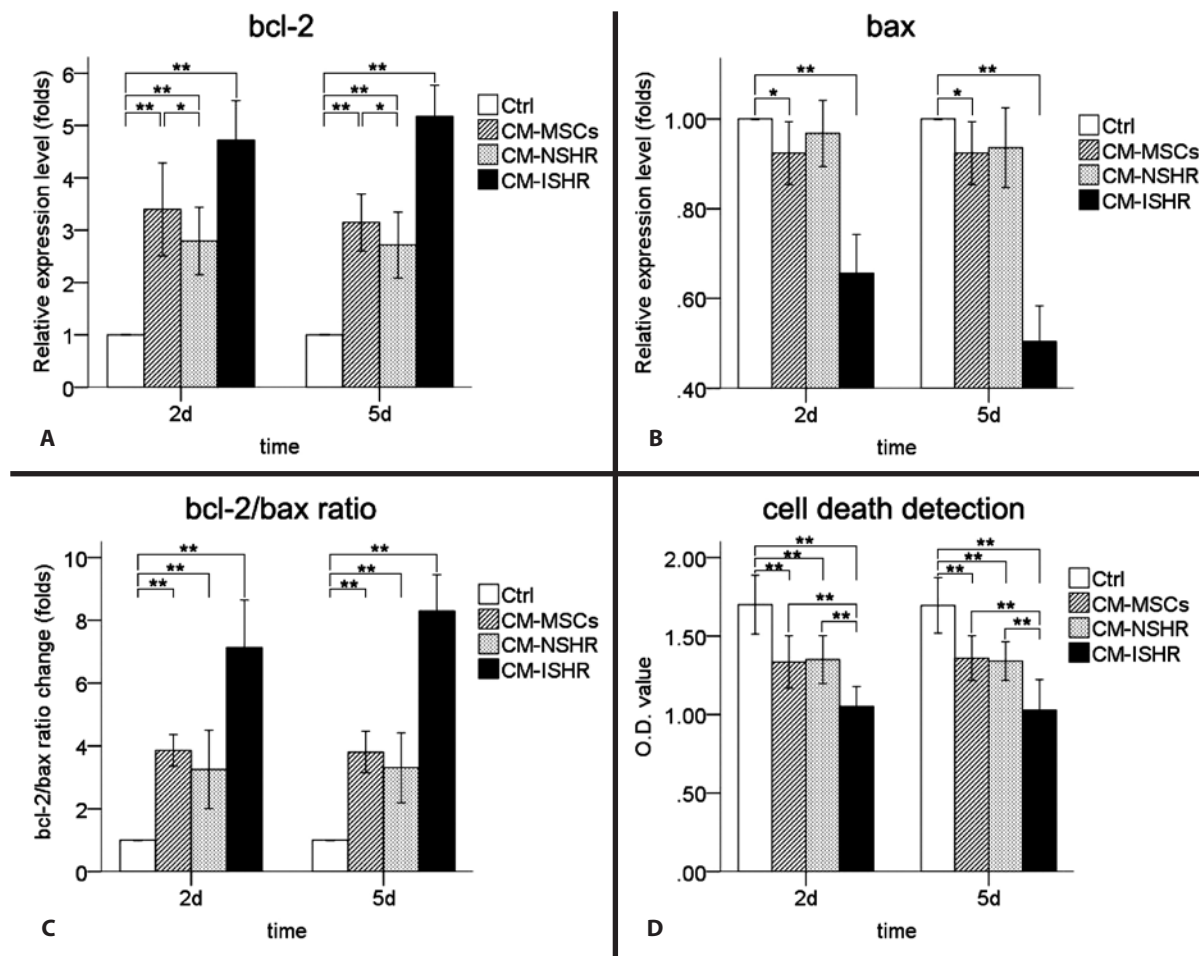 bcl-2
Relative expression level (folds)
6
5
4
3
2
1
0
** **
** **
** * ** *
Ctrl
CM-MSCs
CM-NSHR
CM-ISHR
2d 5d
time
A
bax
Relative expression level (folds)
1.00
.80
.60
.40
** **
* *
Ctrl
CM-MSCs
CM-NSHR
CM-ISHR
2d 5d
time
B
bcl-2/bax ratio
bcl-2/bax ratio change (folds)
10
8
6
4
2
0
** **
** **
** **
Ctrl
CM-MSCs
CM-NSHR
CM-ISHR
2d 5d
time
C
cell death detection
O.D. value
2.00
1.50
1.00
.50
.00
** **
** **
** **
** **
** **
Ctrl
CM-MSCs
CM-NSHR
CM-ISHR
2d 5d
time
D